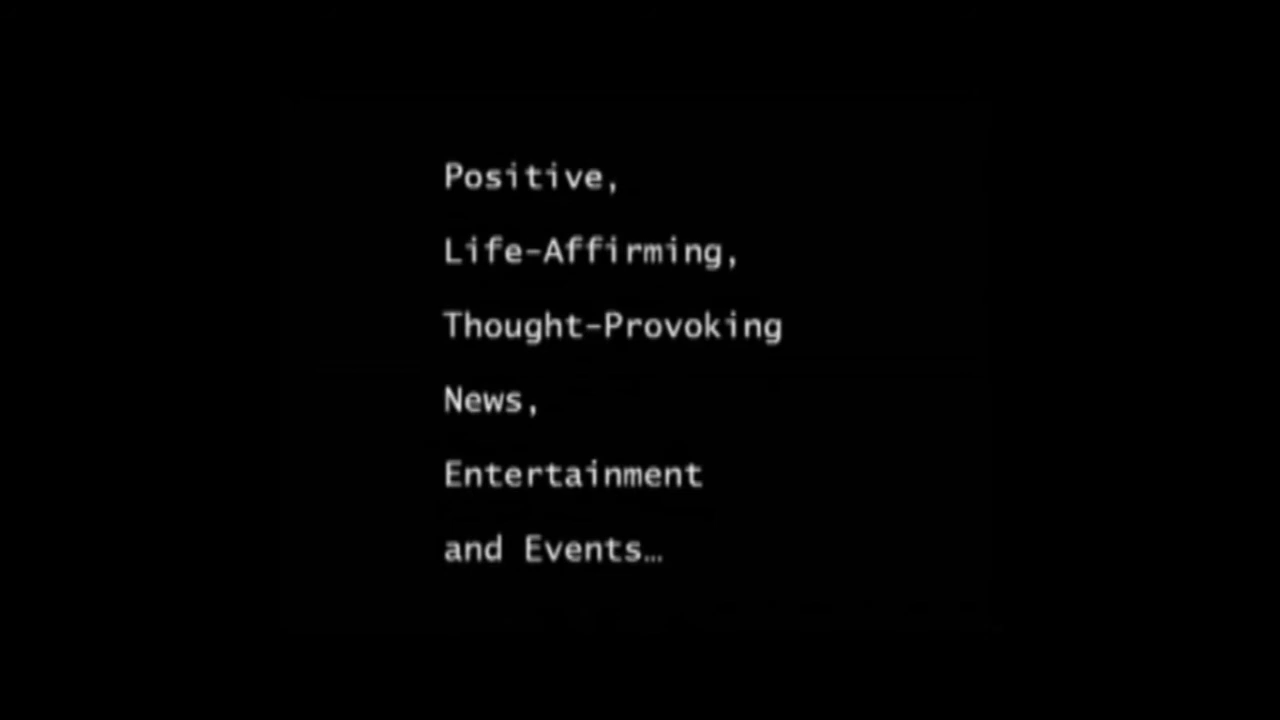 Positive,
Life-Affirming,
Thought-Provoking
News,
Entertainment
and Events…